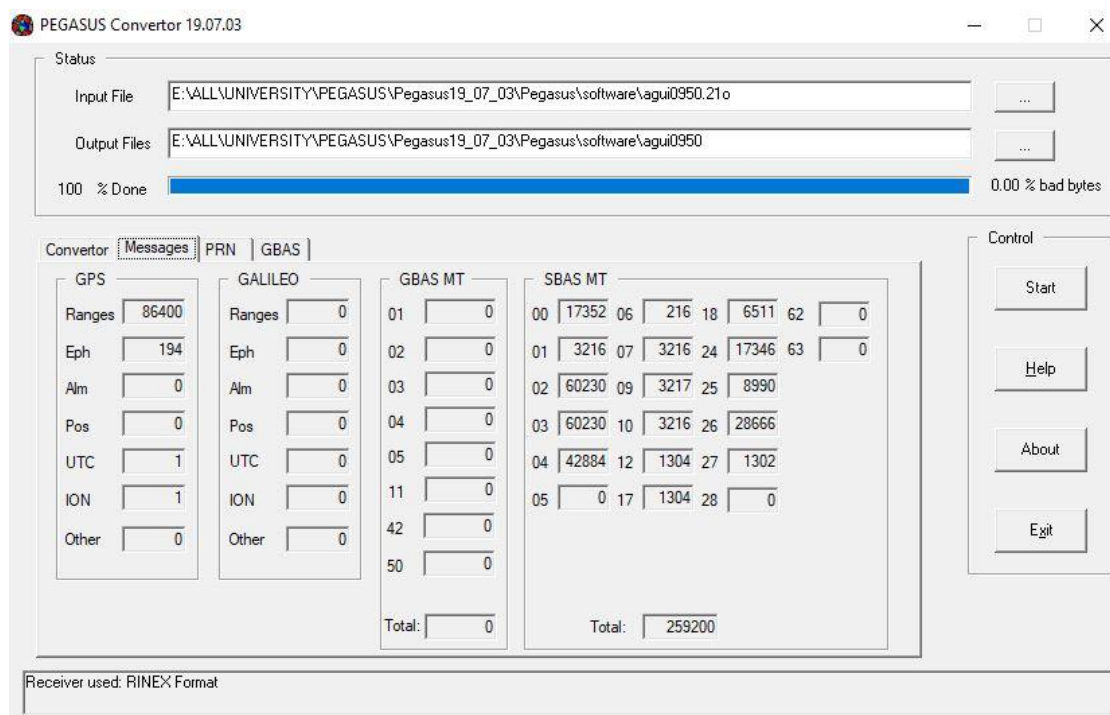 PEGASUS Convertor 19.07.03
Status
Input File E:\ALL\UNIVERSITY\PEGASUS\Pegasus19_07_03\Pegasus\software\agui0950.21o ...
Output Files E:\ALL\UNIVERSITY\PEGASUS\Pegasus19_07_03\Pegasus\software\agui0950 ...
100 % Done 0.00 % bad bytes
Convertor Messages PRN GBAS
GPS
Ranges 86400
Eph 194
Alm 0
Pos 0
UTC 1
ION 1
Other 0
GALILEO
Ranges 0
Eph 0
Alm 0
Pos 0
UTC 0
ION 0
Other 0
GBAS MT
01 0
02 0
03 0
04 0
05 0
11 0
42 0
50 0
Total: 0
SBAS MT
00 17352 06 216 18 6511 62 0
01 3216 07 3216 24 17346 63 0
02 60230 09 3217 25 8990
03 60230 10 3216 26 28666
04 42884 12 1304 27 1302
05 0 17 1304 28 0
Total: 259200
Control
Start
Help
About
Exit
Receiver used: RINEX Format